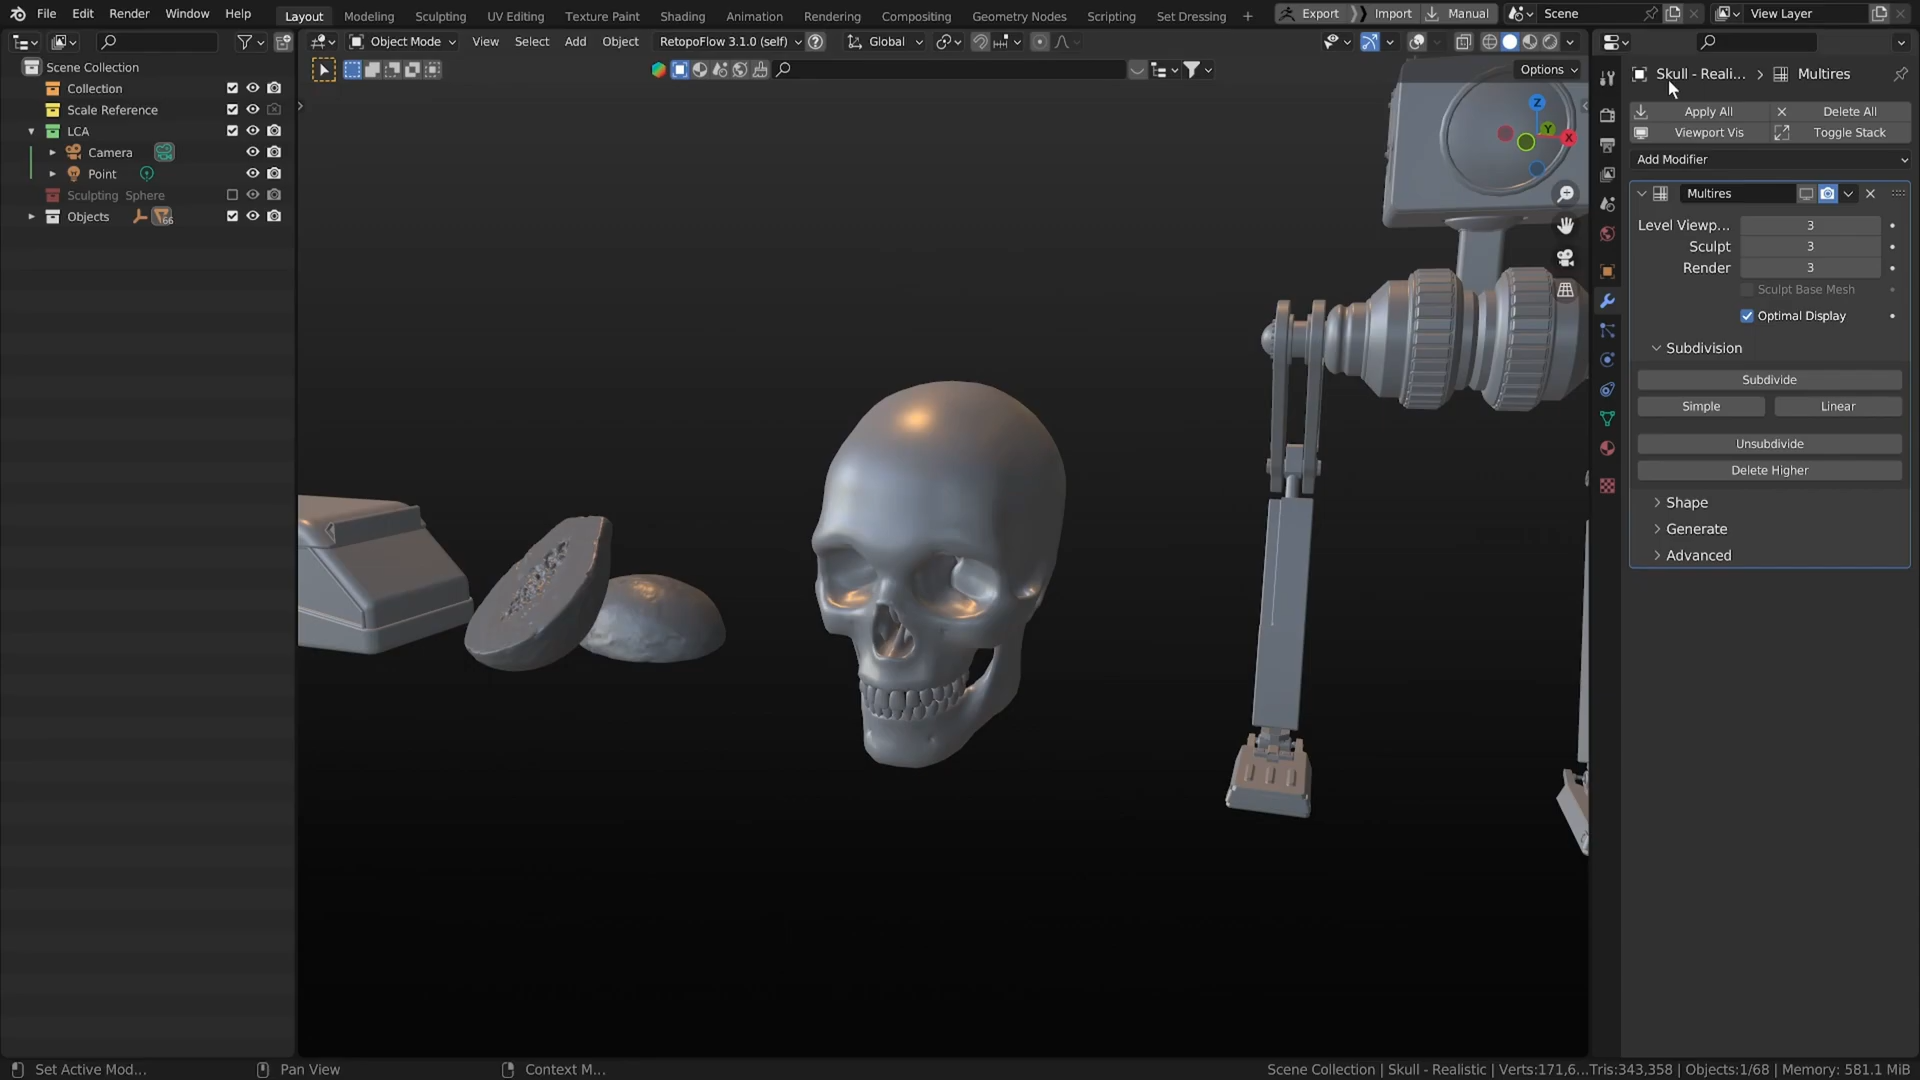 File Edit Render Window Help Layout Modeling Sculpting UV Editing Texture Paint Shading Animation Rendering Compositing Geometry Nodes Scripting Set Dressing + Export Import Manual Scene View Layer
Object Mode View Select Add Object RetopoFlow 3.1.0 (self) Global
Options
Scene Collection
Collection
Scale Reference
LCA
Camera
Point
Sculpting Sphere
Objects 66
Z
Y
X
Skull - Reali... Multires
Apply All Delete All
Viewport Vis Toggle Stack
Add Modifier
Multires
Level Viewp... 3
Sculpt 3
Render 3
Sculpt Base Mesh
Optimal Display
Subdivision
Subdivide
Simple Linear
Unsubdivide
Delete Higher
Shape
Generate
Advanced
Set Active Mod... Pan View Context M... Scene Collection | Skull - Realistic | Verts:171,6...Tris:343,358 | Objects:1/68 | Memory: 581.1 MiB